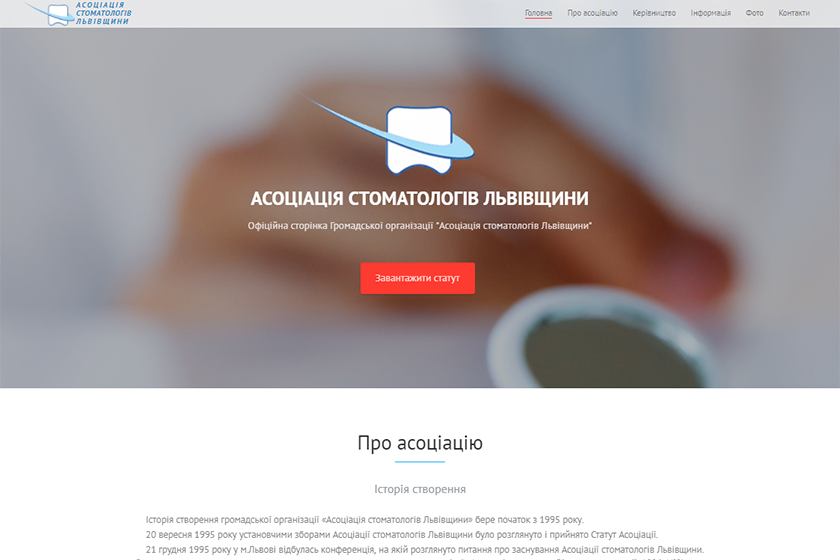 АСОЦІАЦІЯ
СТОМАТОЛОГІВ
ЛЬВІВЩИНИ
Головна Про асоціацію Керівництво Інформація Фото Контакти
АСОЦІАЦІЯ СТОМАТОЛОГІВ ЛЬВІВЩИНИ
Офіційна сторінка Громадської організації "Асоціація стоматологів Львівщини"
Завантажити статут
Про асоціацію
Історія створення
Історія створення громадської організації «Асоціація стоматологів Львівщини» бере початок з 1995 року.
20 вересня 1995 року установчими зборами Асоціації стоматологів Львівщини було розглянуто і прийнято Статут Асоціації.
21 грудня 1995 року у м.Львові відбулась конференція, на якій розглянуто питання про заснування Асоціації стоматологів Львівщини.